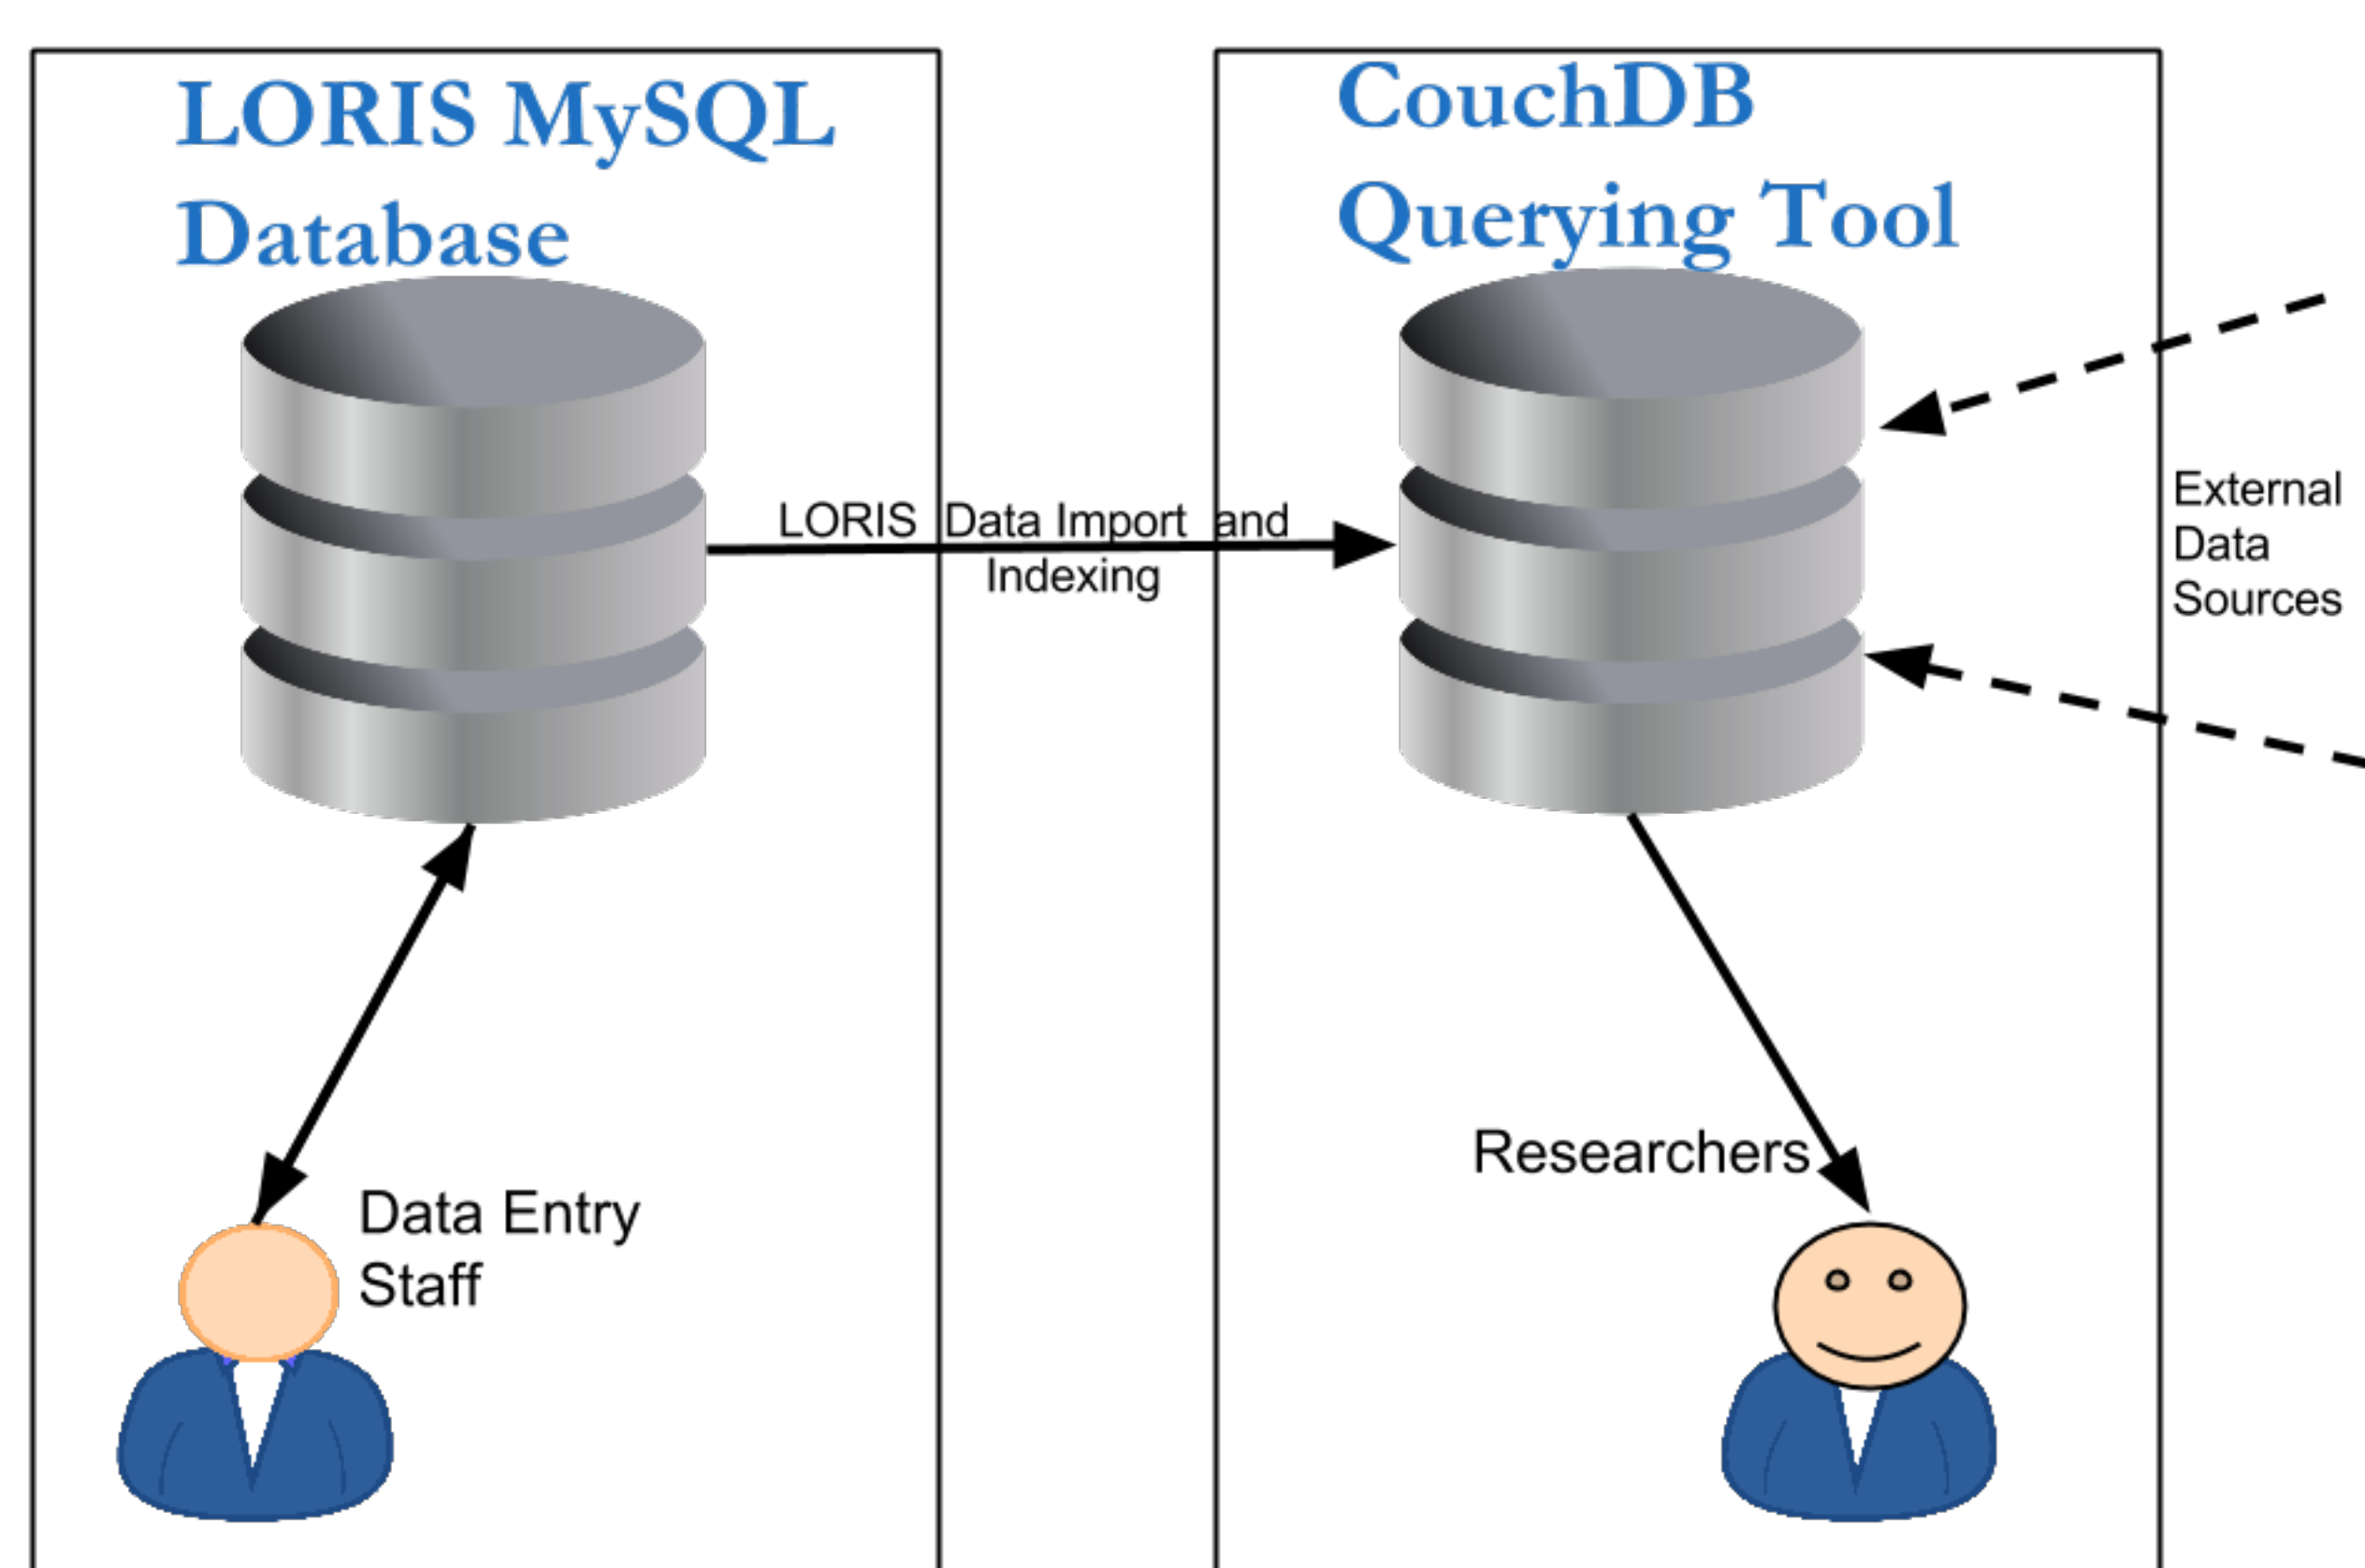 LORIS MySQL
Database
CouchDB
Querying Tool
LORIS Data Import and
Indexing
External
Data
Sources
Researchers
Data Entry
Staff